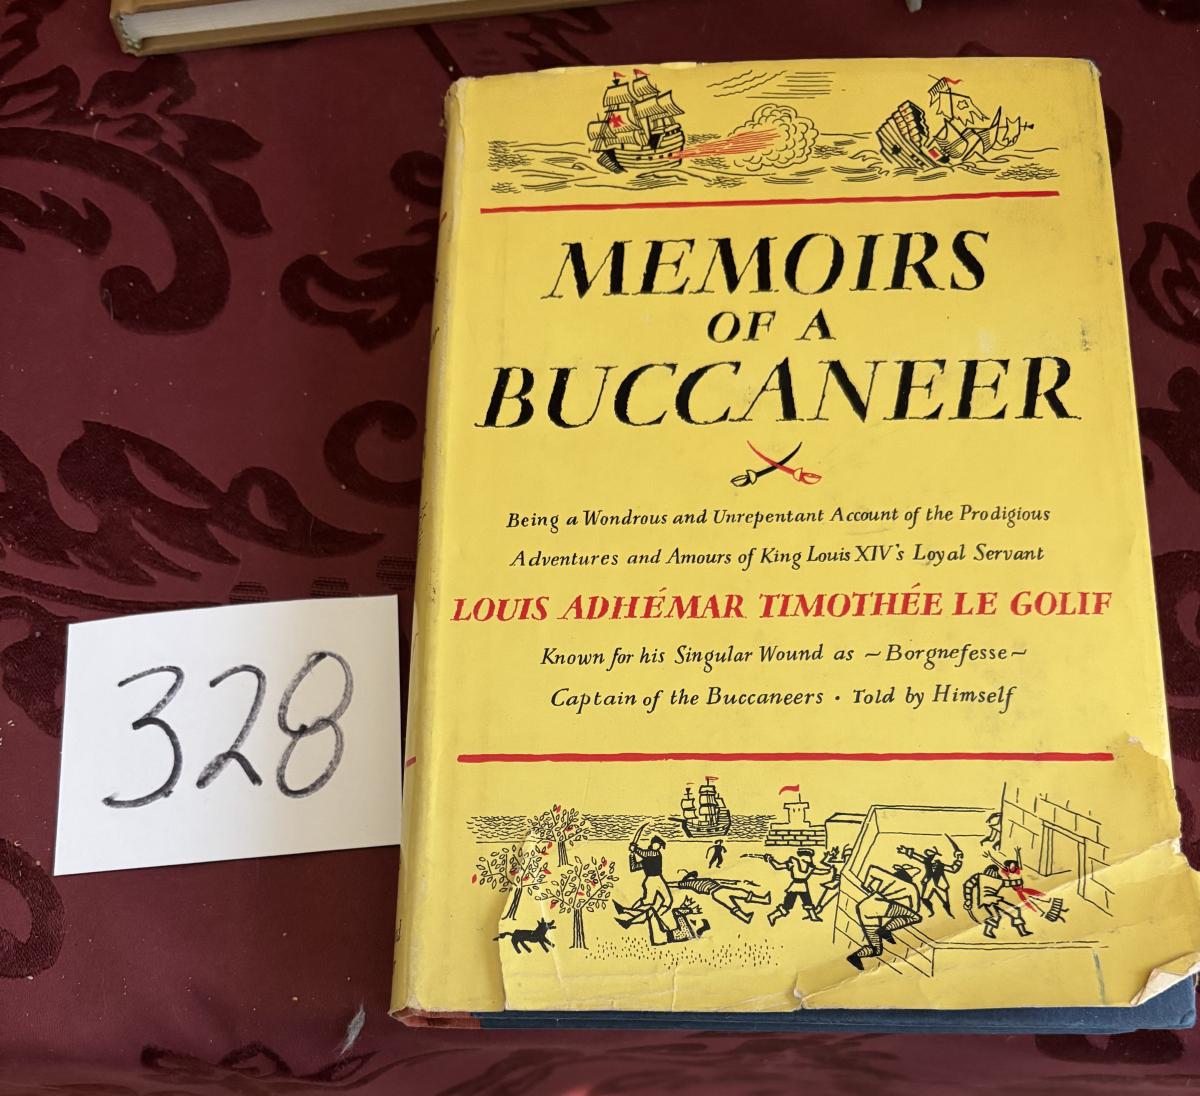 MEMOIRS
OF A
BUCCANEER
Being a Wondrous and Unrepentant Account of the Prodigious
Adventures and Amours of King Louis XIV's Loyal Servant
LOUIS ADHÉMAR TIMOTHÉE LE GOLIF
Known for his Singular Wound as ~Borgnefesse~
Captain of the Buccaneers · Told by Himself
328